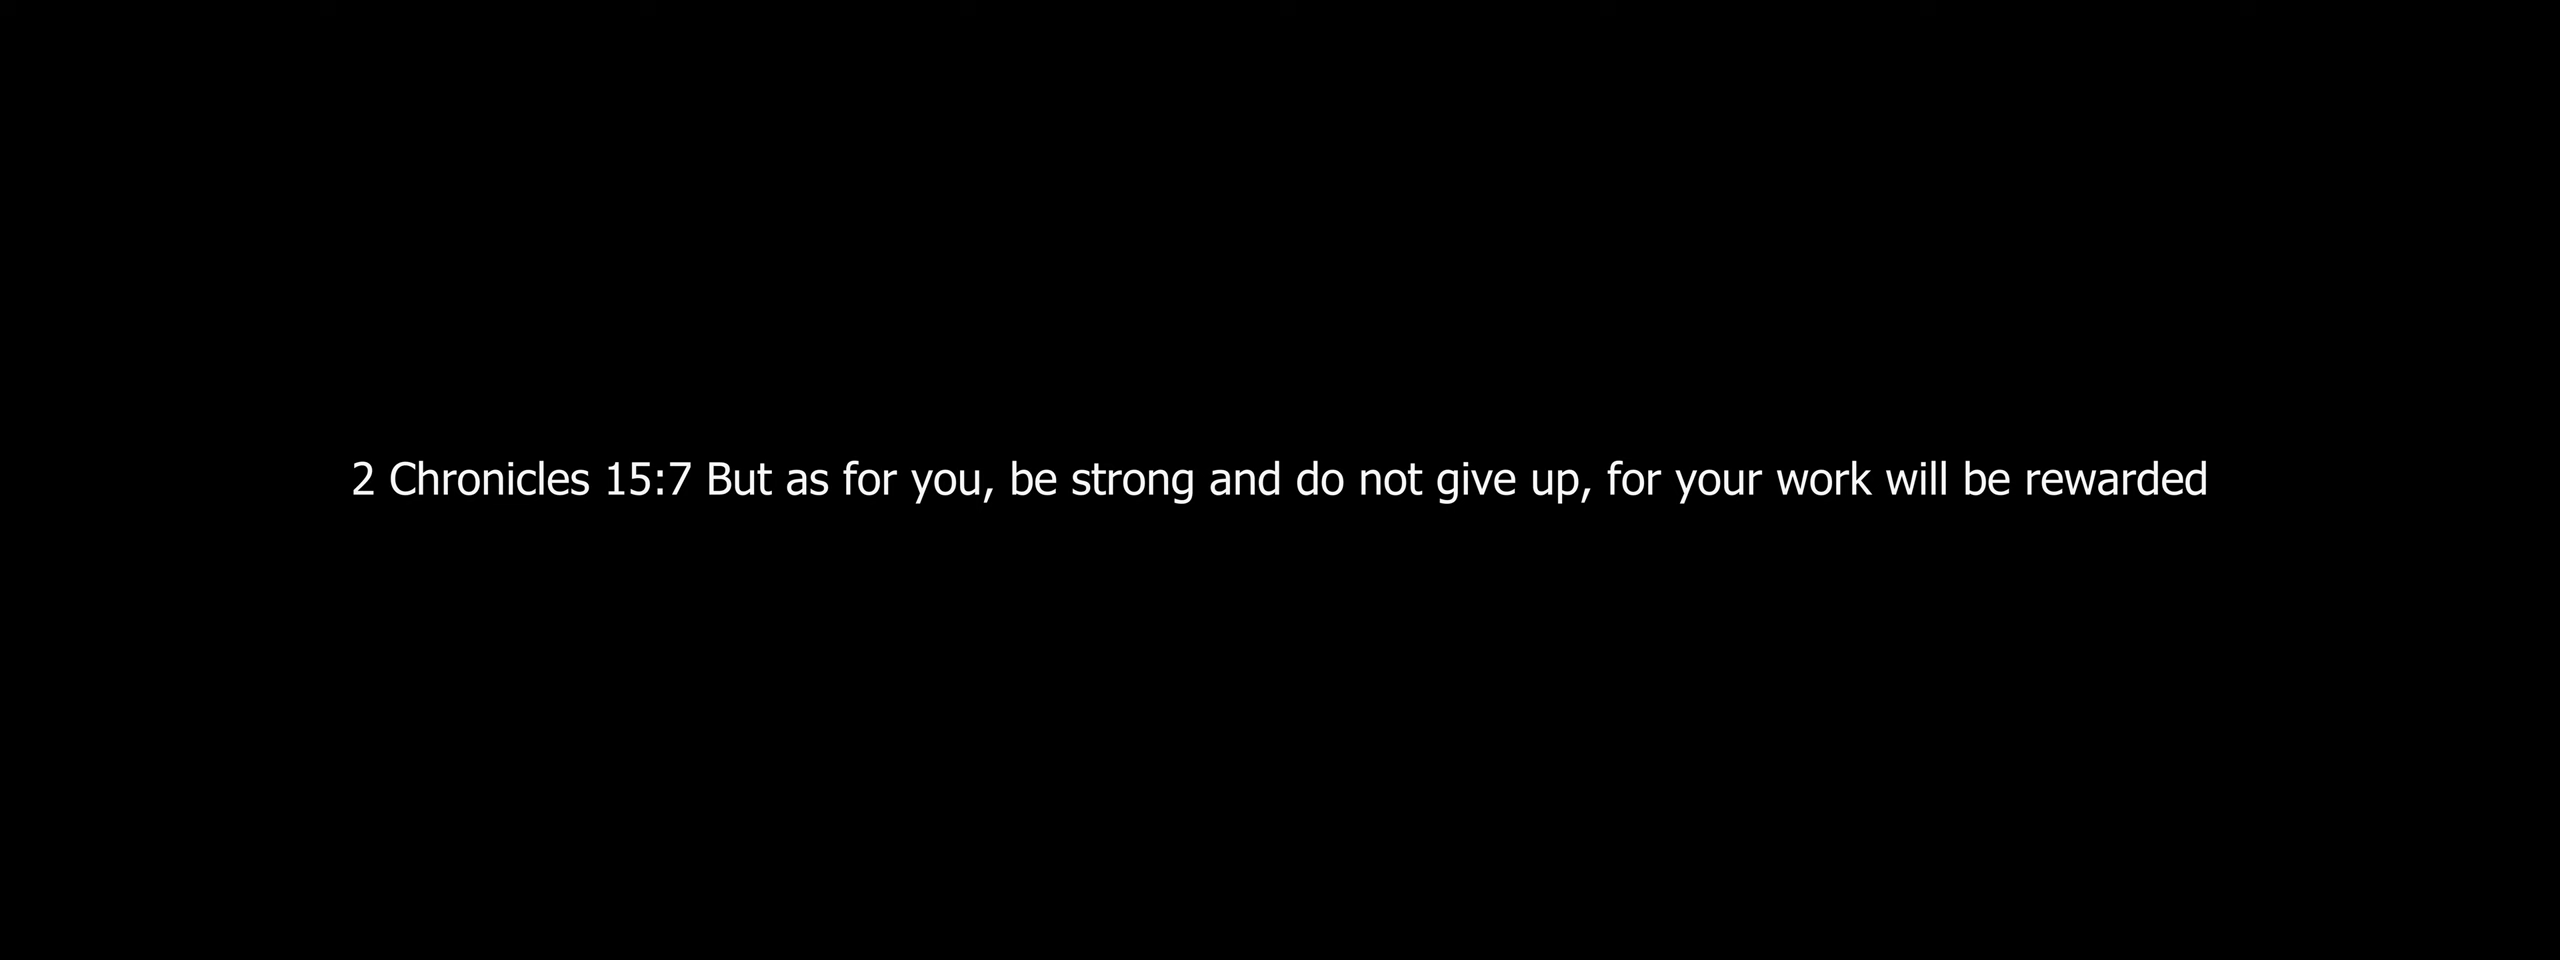 2 Chronicles 15:7 But as for you, be strong and do not give up, for your work will be rewarded